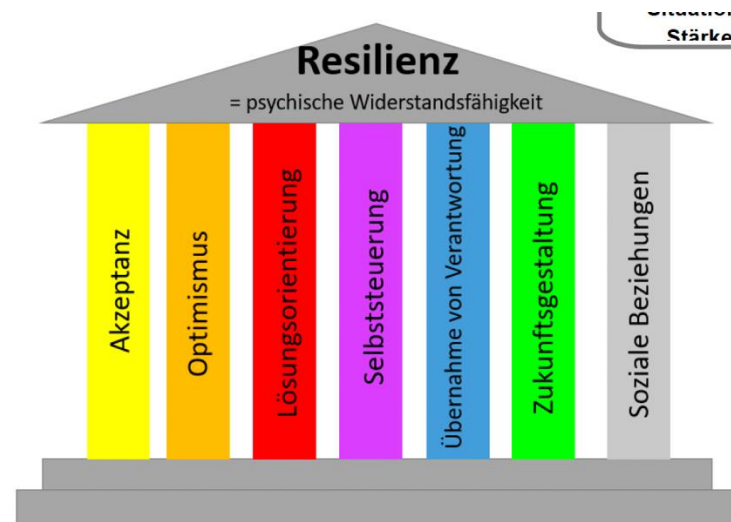 Stärke
Resilienz
= psychische Widerstandsfähigkeit
Akzeptanz
Optimismus
Lösungsorientierung
Selbststeuerung
Übernahme von Verantwortung
Zukunftsgestaltung
Soziale Beziehungen